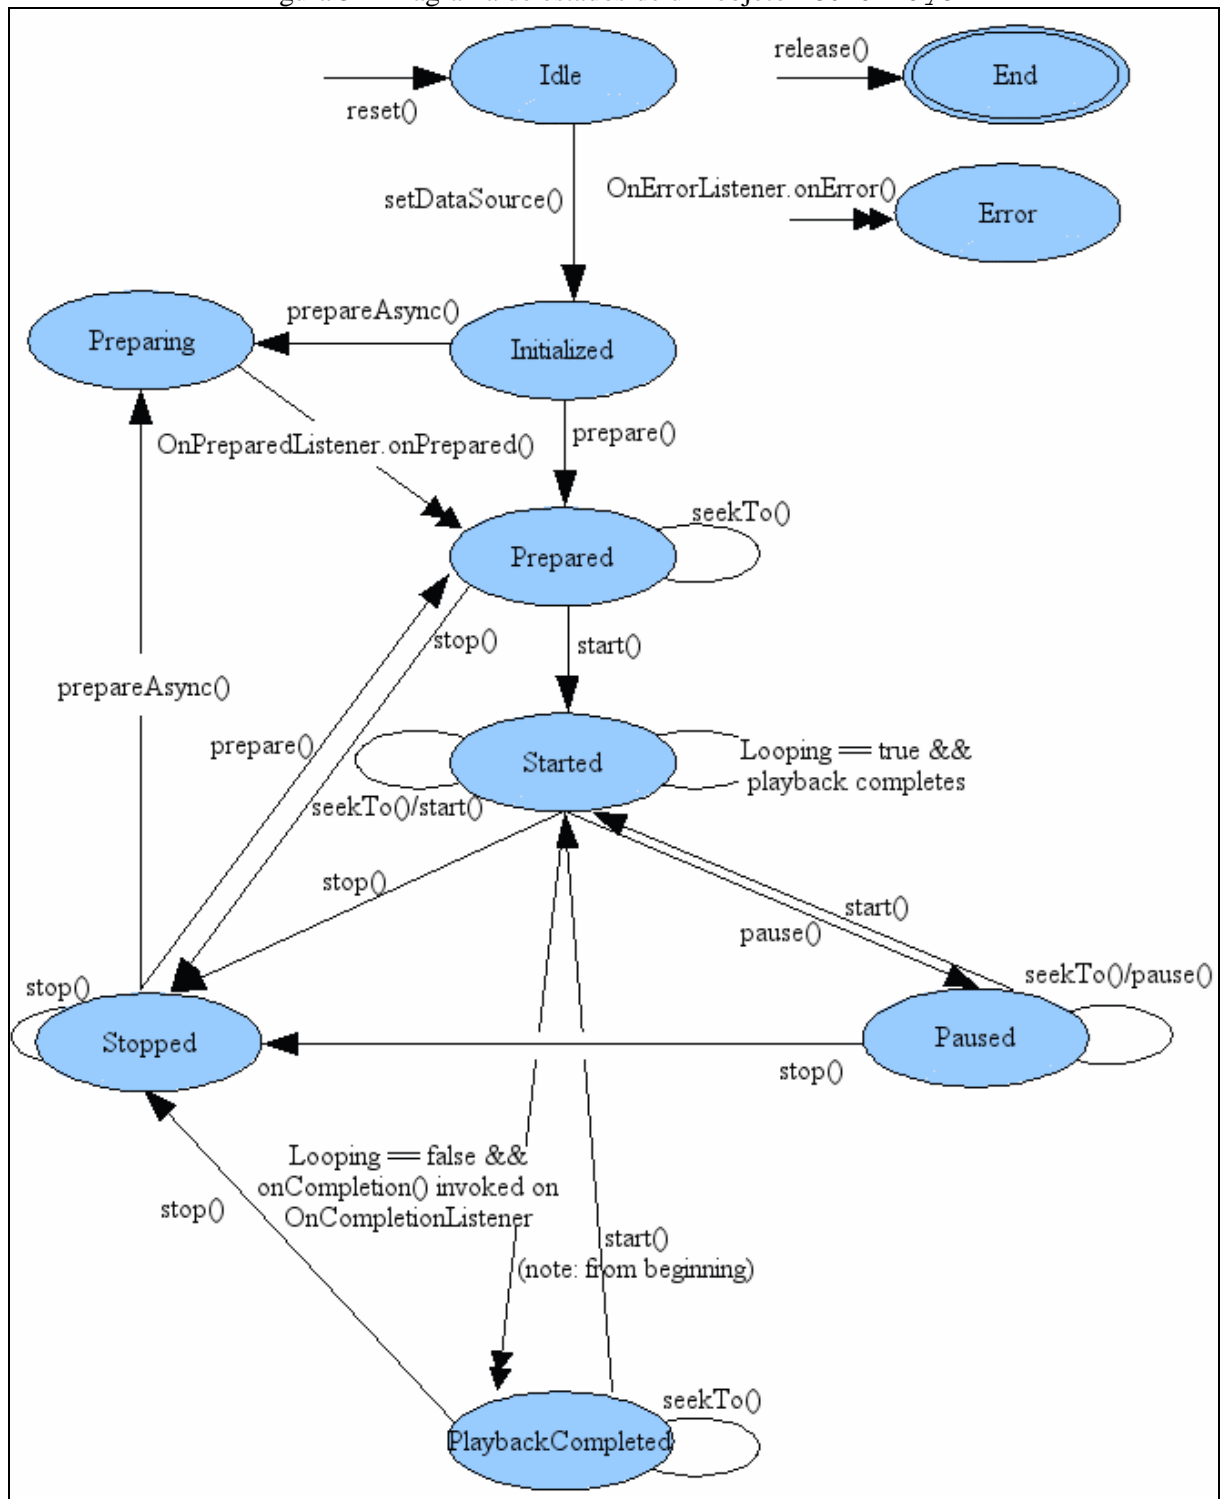 Idle
release()
End
reset()
OnErrorListener.onError()
Error
setDataSource()
prepareAsync()
Preparing
Initialized
prepare()
OnPreparedListener.onPrepared()
seekTo()
Prepared
stop()
start()
prepareAsync()
prepare()
Started
Looping == true &&
playback completes
seekTo()/start()
stop()
start()
pause()
seekTo()/pause()
stop()
Stopped
Paused
stop()
Looping == false &&
onCompletion() invoked on
OnCompletionListener
stop()
start()
(note: from beginning)
seekTo()
PlaybackCompleted